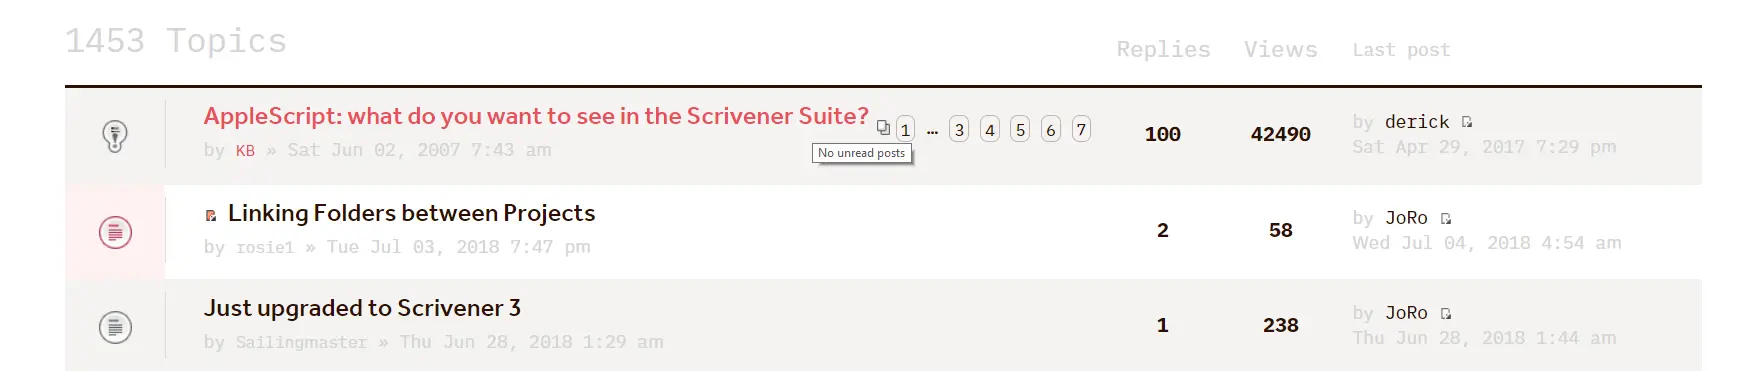 1453 Topics
Replies Views Last post
AppleScript: what do you want to see in the Scrivener Suite? 1 … 3 4 5 6 7 100 42490 by derick
by KB » Sat Jun 02, 2007 7:43 am Sat Apr 29, 2017 7:29 pm
No unread posts
Linking Folders between Projects 2 58 by JoRo
by rosie1 » Tue Jul 03, 2018 7:47 pm Wed Jul 04, 2018 4:54 am
Just upgraded to Scrivener 3 1 238 by JoRo
by Sailingmaster » Thu Jun 28, 2018 1:29 am Thu Jun 28, 2018 1:44 am